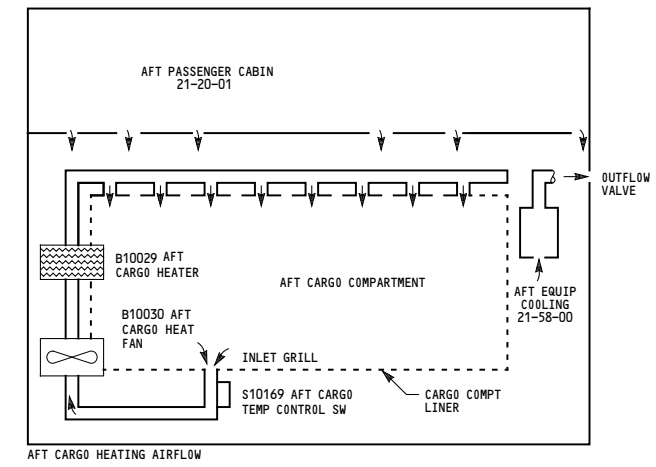 AFT PASSENGER CABIN
21-20-01
OUTFLOW
VALVE
B10029 AFT
CARGO HEATER
AFT CARGO COMPARTMENT
AFT EQUIP
COOLING
21-58-00
B10030 AFT
CARGO HEAT
FAN
INLET GRILL
S10169 AFT CARGO
TEMP CONTROL SW
CARGO COMPT
LINER
AFT CARGO HEATING AIRFLOW